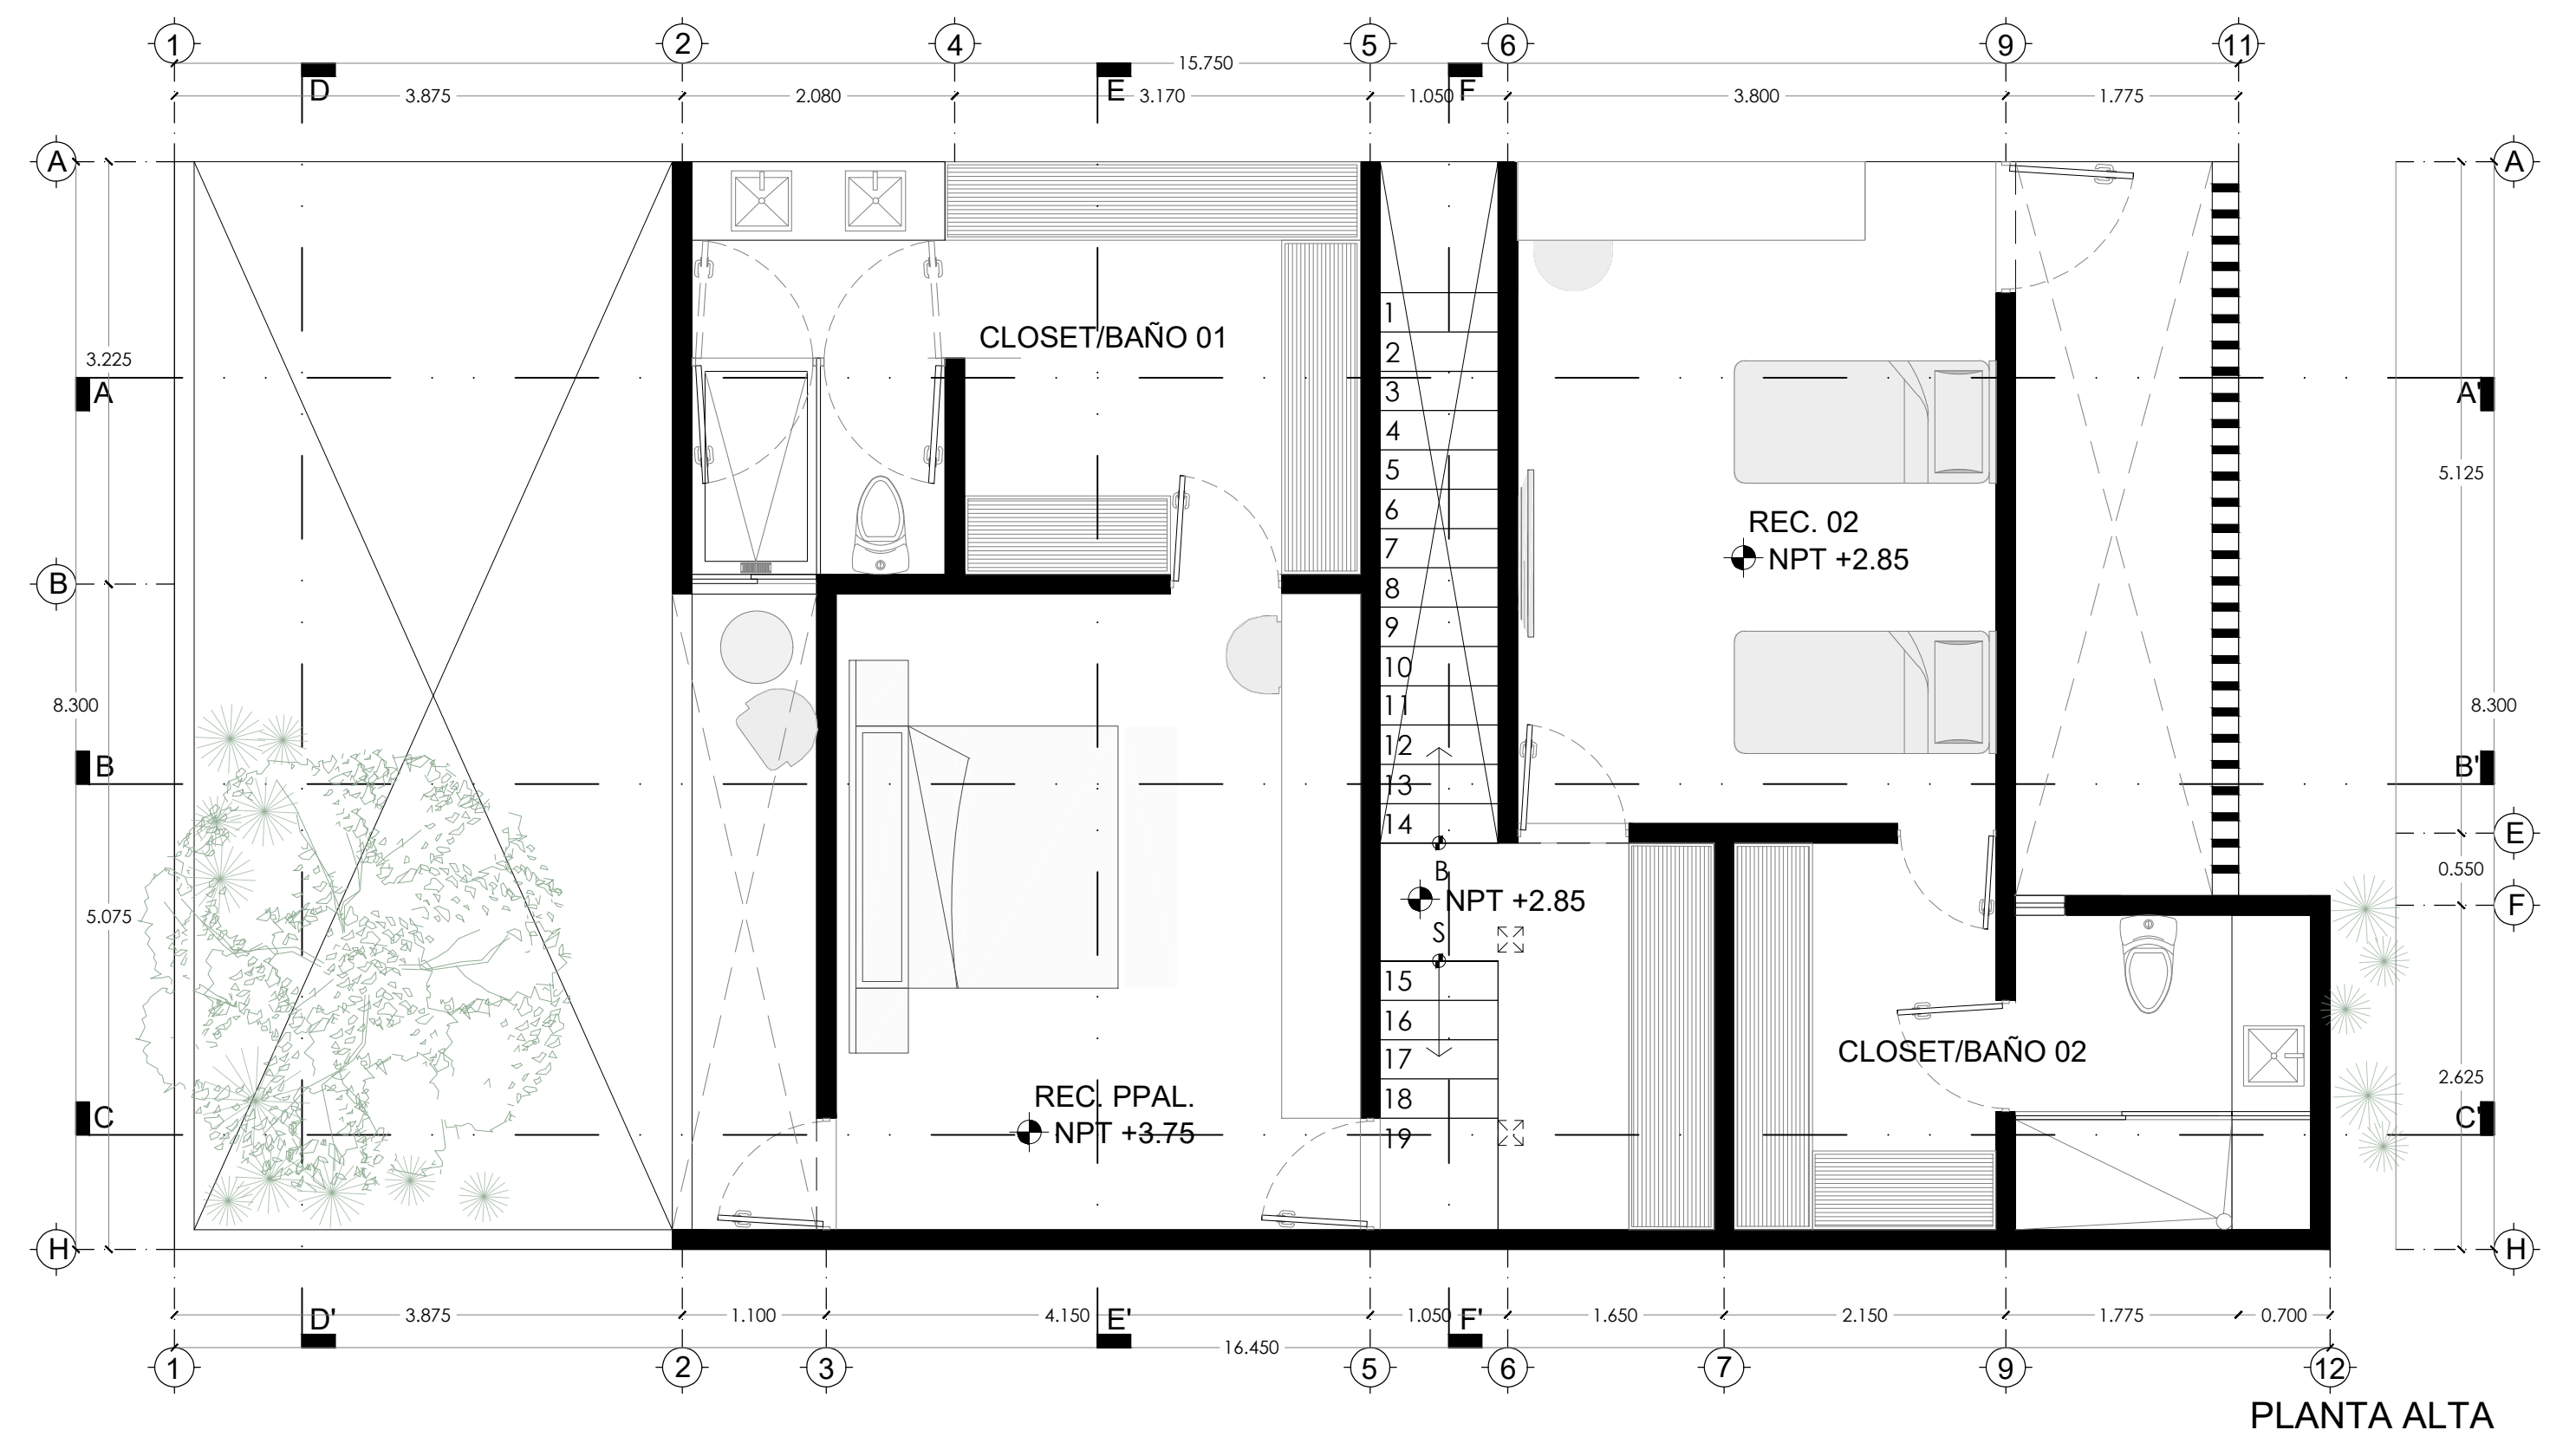 1 2 4 5 6 9 11
15.750
D E F
3.875 2.080 3.170 1.050 3.800 1.775
A A
CLOSET/BAÑO 01
1
2
3.225
3
A A'
4
5
5.125
6
REC. 02
7
NPT +2.85
B
8
9
10
8.300 8.300
11
12
B B'
13
14
E
B
0.550
NPT +2.85
F
5.075
S
15
16
CLOSET/BAÑO 02
17
2.625
REC. PPAL.
18
C C'
NPT +3.75
19
H H
D' E' F'
3.875 1.100 4.150 1.050 1.650 2.150 1.775 0.700
16.450
1 2 3 5 6 7 9 12
PLANTA ALTA